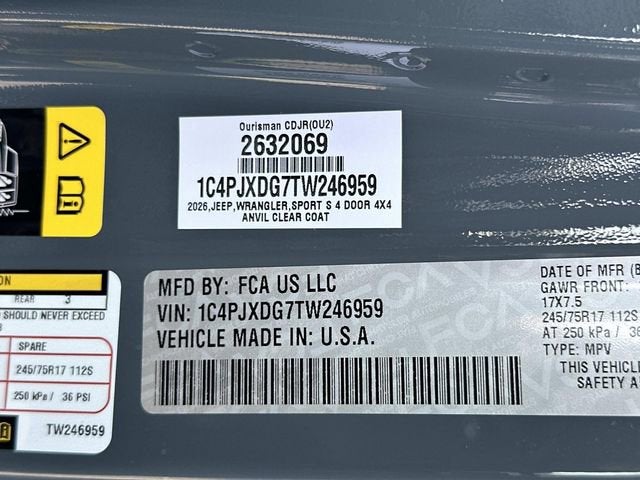 Ourisman CDJR(OU2)
2632069
1C4PJXDG7TW246959
2026,JEEP,WRANGLER,SPORT S 4 DOOR 4X4
ANVIL CLEAR COAT
ON
REAR 3
SHOULD NEVER EXCEED
SPARE
245/75R17 112S
250 kPa / 36 PSI
TW246959
MFD BY: FCA US LLC
VIN: 1C4PJXDG7TW246959
VEHICLE MADE IN: U.S.A.
DATE OF MFR
GAWR FRONT:
17X7.5
245/75R17 112S
AT 250 kPa / 36
TYPE: MPV
THIS VEHICLE
SAFETY